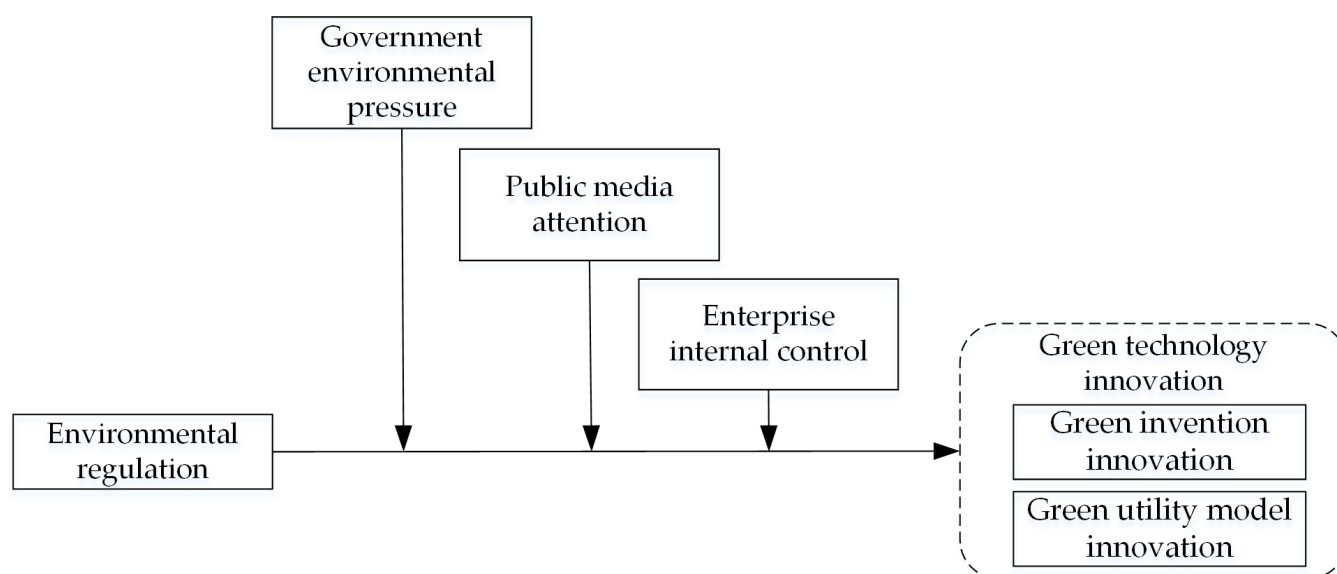 Government
environmental
pressure
Public media
attention
Enterprise
internal control
Environmental
regulation
Green technology
innovation
Green invention
innovation
Green utility model
innovation